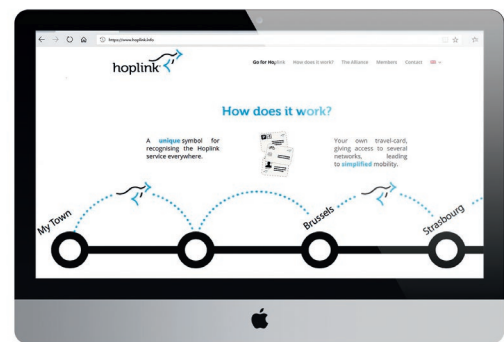 https://www.hoplink.info
hoplink
Go for Hoplink How does it work? The Alliance Members Contact
How does it work?
A unique symbol for
recognising the Hoplink
service everywhere.
Your own travel-card,
giving access to several
networks, leading
to simplified mobility.
My Town
Brussels
Strasbourg